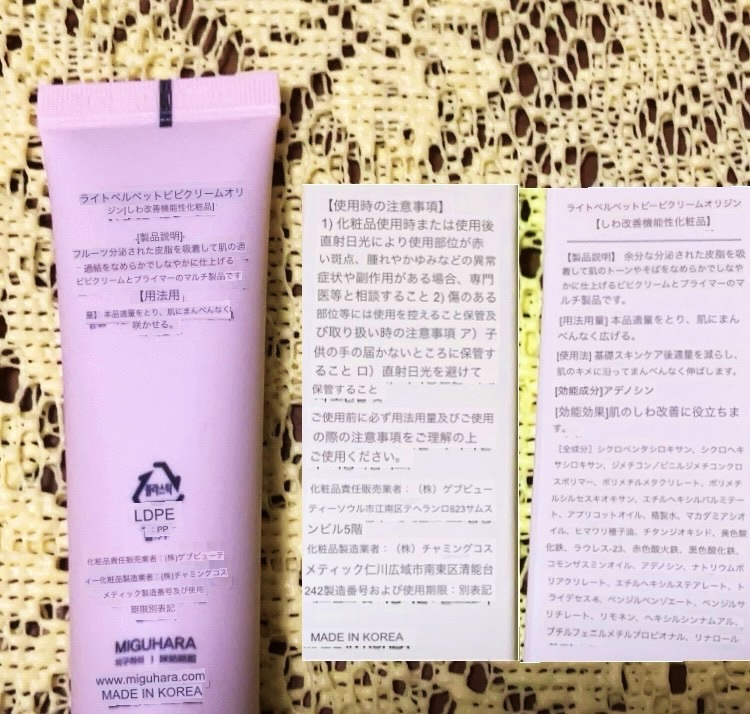 ライトベルベットビビクリームオリ
ジン[しわ改善機能性化粧品]
[製品説明]
フルーツ分泌された皮脂を吸着して肌の通
過結をなめらかでしなやかに仕上げる
ビビクリームとプライマーのマルチ製品です
【用法用
量】本品適量をとり、肌にまんべんなく
咲かせる。
LDPE
: PP
化粧品責任販売業者：(株)ゲブビューテ
ィー化粧品製造業者：(株)チャミングコス
メティック製造番号及び使用
期限別表記
MIGUHARA
www.miguhara.com
MADE IN KOREA
【使用時の注意事項】
1) 化粧品使用時または使用後
直射日光により使用部位が赤
い斑点、腫れやかゆみなどの異常
症状や副作用がある場合、専門
医等と相談すること 2) 傷のある
部位等には使用を控えること保管及
び取り扱い時の注意事項 ア）子
供の手の届かないところに保管す
ること ロ）直射日光を避けて
保管すること
ご使用前に必ず用法用量及びご使用
の際の注意事項をご理解の上
ご使用ください。
化粧品責任販売業者：（株）ゲブビュー
ティーソウル市江南区テヘランロ623サムス
ンビル5階
化粧品製造業者：（株）チャミングコス
メティック仁川広域市南東区清能台
242製造番号および使用期限：別表記
MADE IN KOREA
ライトベルベットビービクリームオリジン
【しわ改善機能性化粧品】
【製品説明】 余分な分泌された皮脂を吸
着して肌のトーンやそばをなめらかでしなや
かに仕上げるビビクリームとプライマーのマ
ルチ製品です。
[用法用量] 本品適量をとり、肌にまん
べんなく広げる。
[使用法] 基礎スキンケア後適量を減らし、
肌のキメに沿ってまんべんなく伸ばします。
[効能成分]アデノシン
[効能効果]肌のしわ改善に役立ちま
す。
［全成分］シクロペンタシロキサン、シクロヘキ
サシロキサン、ジメチコン／ビニルジメチコンクロ
スポリマー、ポリメチルメタクリレート、ポリメチ
ルシルセスキオキサン、エチルヘキシルパルミテー
ト、アプリコットオイル、精製水、マカダミアシオ
イル、ヒマワリ種子油、チタンジオキシド、黄色酸
化鉄、ラウレス-23、赤色酸火鉄、黒色酸化鉄、
コモンザスミンオイル、アデノシン、ナトリウムポ
リアクリレート、エチルヘキシルステアレート、ト
ライデセス-6、ベンジルベンゾエート、ベンジルサ
リチレート、リモネン、ヘキシルシンナムアル、
ブチルフェニルメチルプロピオナル、リナロール